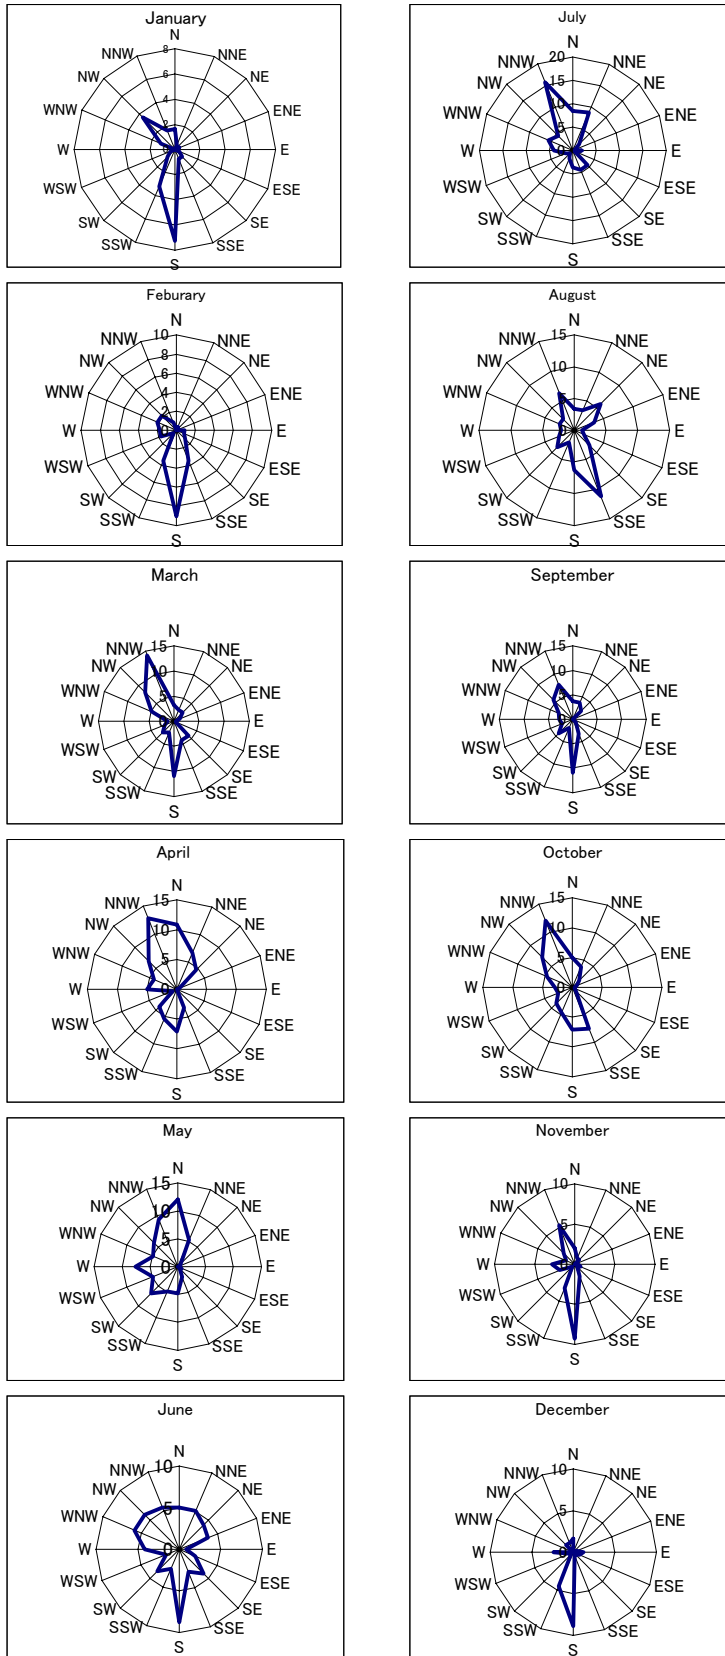 January
N
8
NNW NNE
6
NW NE
4
WNW ENE
2
W 0 E
WSW ESE
SW SE
SSW SSE
S
Feburary
N
10
NNW NNE
8
NW NE
6
4
WNW ENE
2
W 0 E
WSW ESE
SW SE
SSW SSE
S
March
N
15
NNW NNE
NW NE
10
WNW ENE
5
W 0 E
WSW ESE
SW SE
SSW SSE
S
April
N
15
NNW NNE
NW NE
10
WNW ENE
5
W 0 E
WSW ESE
SW SE
SSW SSE
S
May
N
15
NNW NNE
NW NE
10
WNW ENE
5
W 0 E
WSW ESE
SW SE
SSW SSE
S
June
N
10
NNW NNE
NW NE
5
WNW ENE
W 0 E
WSW ESE
SW SE
SSW SSE
S
July
N
20
NNW NNE
15
NW NE
10
WNW ENE
5
W 0 E
WSW ESE
SW SE
SSW SSE
S
August
N
15
NNW NNE
NW NE
10
WNW ENE
5
W 0 E
WSW ESE
SW SE
SSW SSE
S
September
N
15
NNW NNE
NW NE
10
WNW ENE
5
W 0 E
WSW ESE
SW SE
SSW SSE
S
October
N
15
NNW NNE
NW NE
10
WNW ENE
5
W 0 E
WSW ESE
SW SE
SSW SSE
S
November
N
10
NNW NNE
NW NE
5
WNW ENE
W 0 E
WSW ESE
SW SE
SSW SSE
S
December
N
10
NNW NNE
NW NE
5
WNW ENE
W 0 E
WSW ESE
SW SE
SSW SSE
S